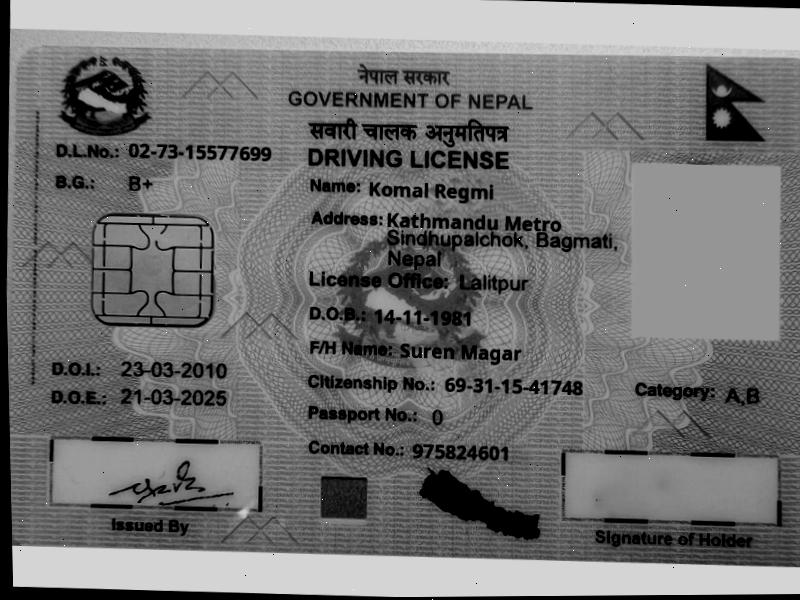 नेपाल सरकार
GOVERNMENT OF NEPAL
सवारी चालक अनुमतिपत्र
DRIVING LICENSE
D.L.No.: 02-73-15577699
B.G.: B+
Name: Komal Regmi
Address: Kathmandu Metro
Sindhupalchok, Bagmati,
Nepal
License Office: Lalitpur
D.O.B.: 14-11-1981
F/H Name: Suren Magar
D.O.I.: 23-03-2010
D.O.E.: 21-03-2025
Citizenship No.: 69-31-15-41748
Category: A,B
Passport No.: 0
Contact No.: 975824601
Issued By
Signature of Holder